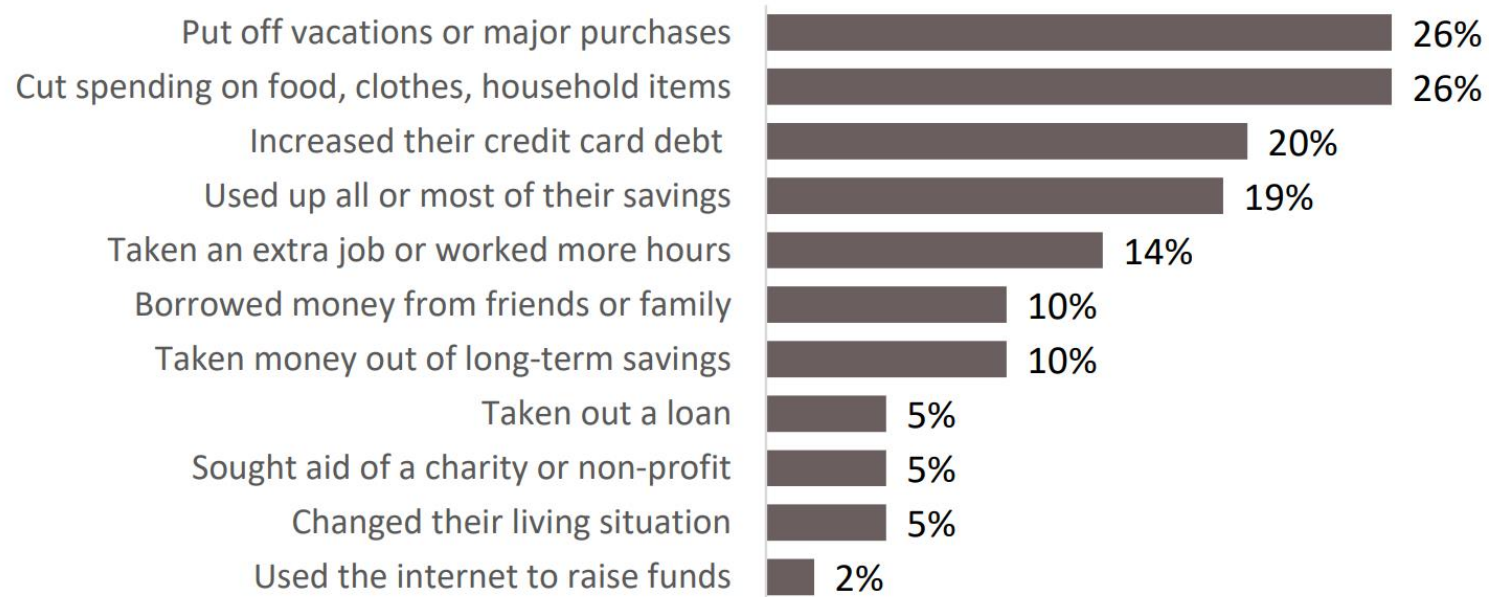 Put off vacations or major purchases 26%
Cut spending on food, clothes, household items 26%
Increased their credit card debt 20%
Used up all or most of their savings 19%
Taken an extra job or worked more hours 14%
Borrowed money from friends or family 10%
Taken money out of long-term savings 10%
Taken out a loan 5%
Sought aid of a charity or non-profit 5%
Changed their living situation 5%
Used the internet to raise funds 2%